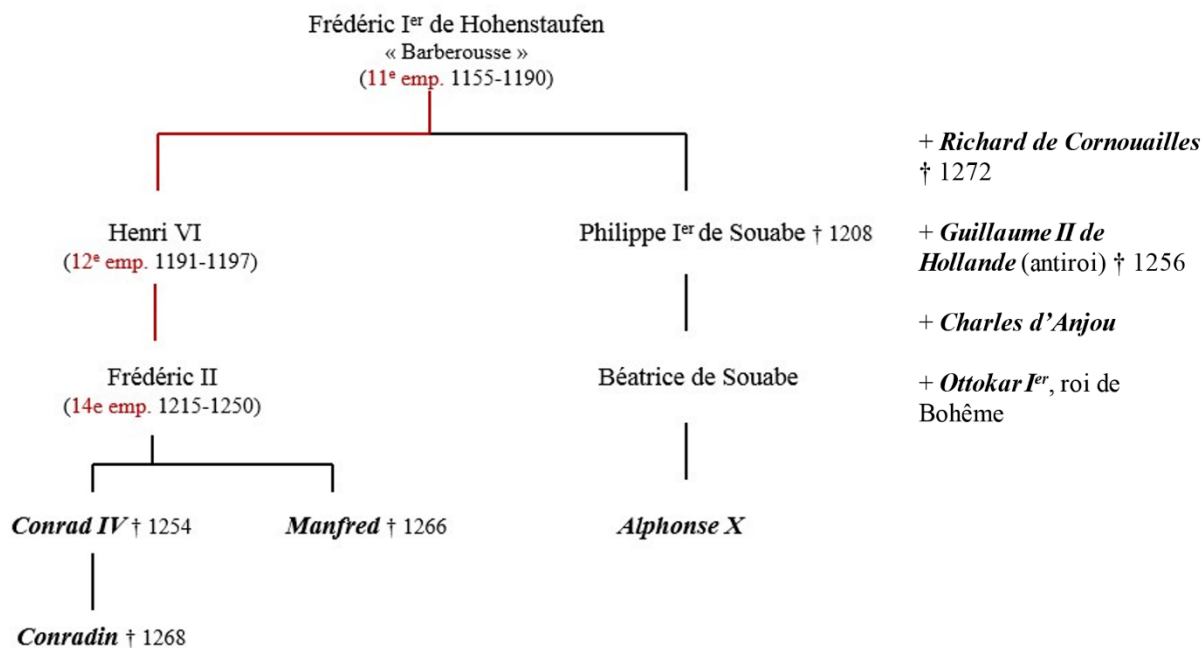 Frédéric Iᵉʳ de Hohenstaufen
« Barberousse »
(11ᵉ emp. 1155-1190)
Henri VI
(12ᵉ emp. 1191-1197)
Philippe Iᵉʳ de Souabe † 1208
Frédéric II
(14e emp. 1215-1250)
Béatrice de Souabe
Conrad IV † 1254
Manfred † 1266
Alphonse X
Conradin † 1268
+ Richard de Cornouailles
† 1272
+ Guillaume II de
Hollande (antiroi) † 1256
+ Charles d’Anjou
+ Ottokar Iᵉʳ, roi de
Bohême